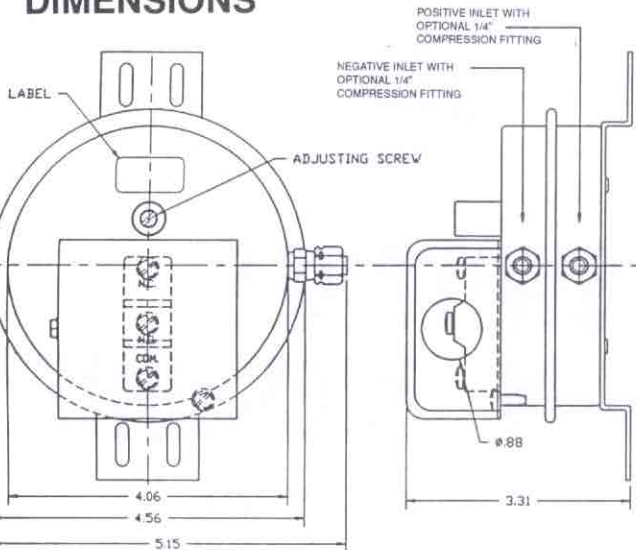 DIMENSIONS
POSITIVE INLET WITH
OPTIONAL 1/4"
COMPRESSION FITTING
NEGATIVE INLET WITH
OPTIONAL 1/4"
COMPRESSION FITTING
LABEL
ADJUSTING SCREW
COM.
ø.88
4.06
3.31
4.56
5.15